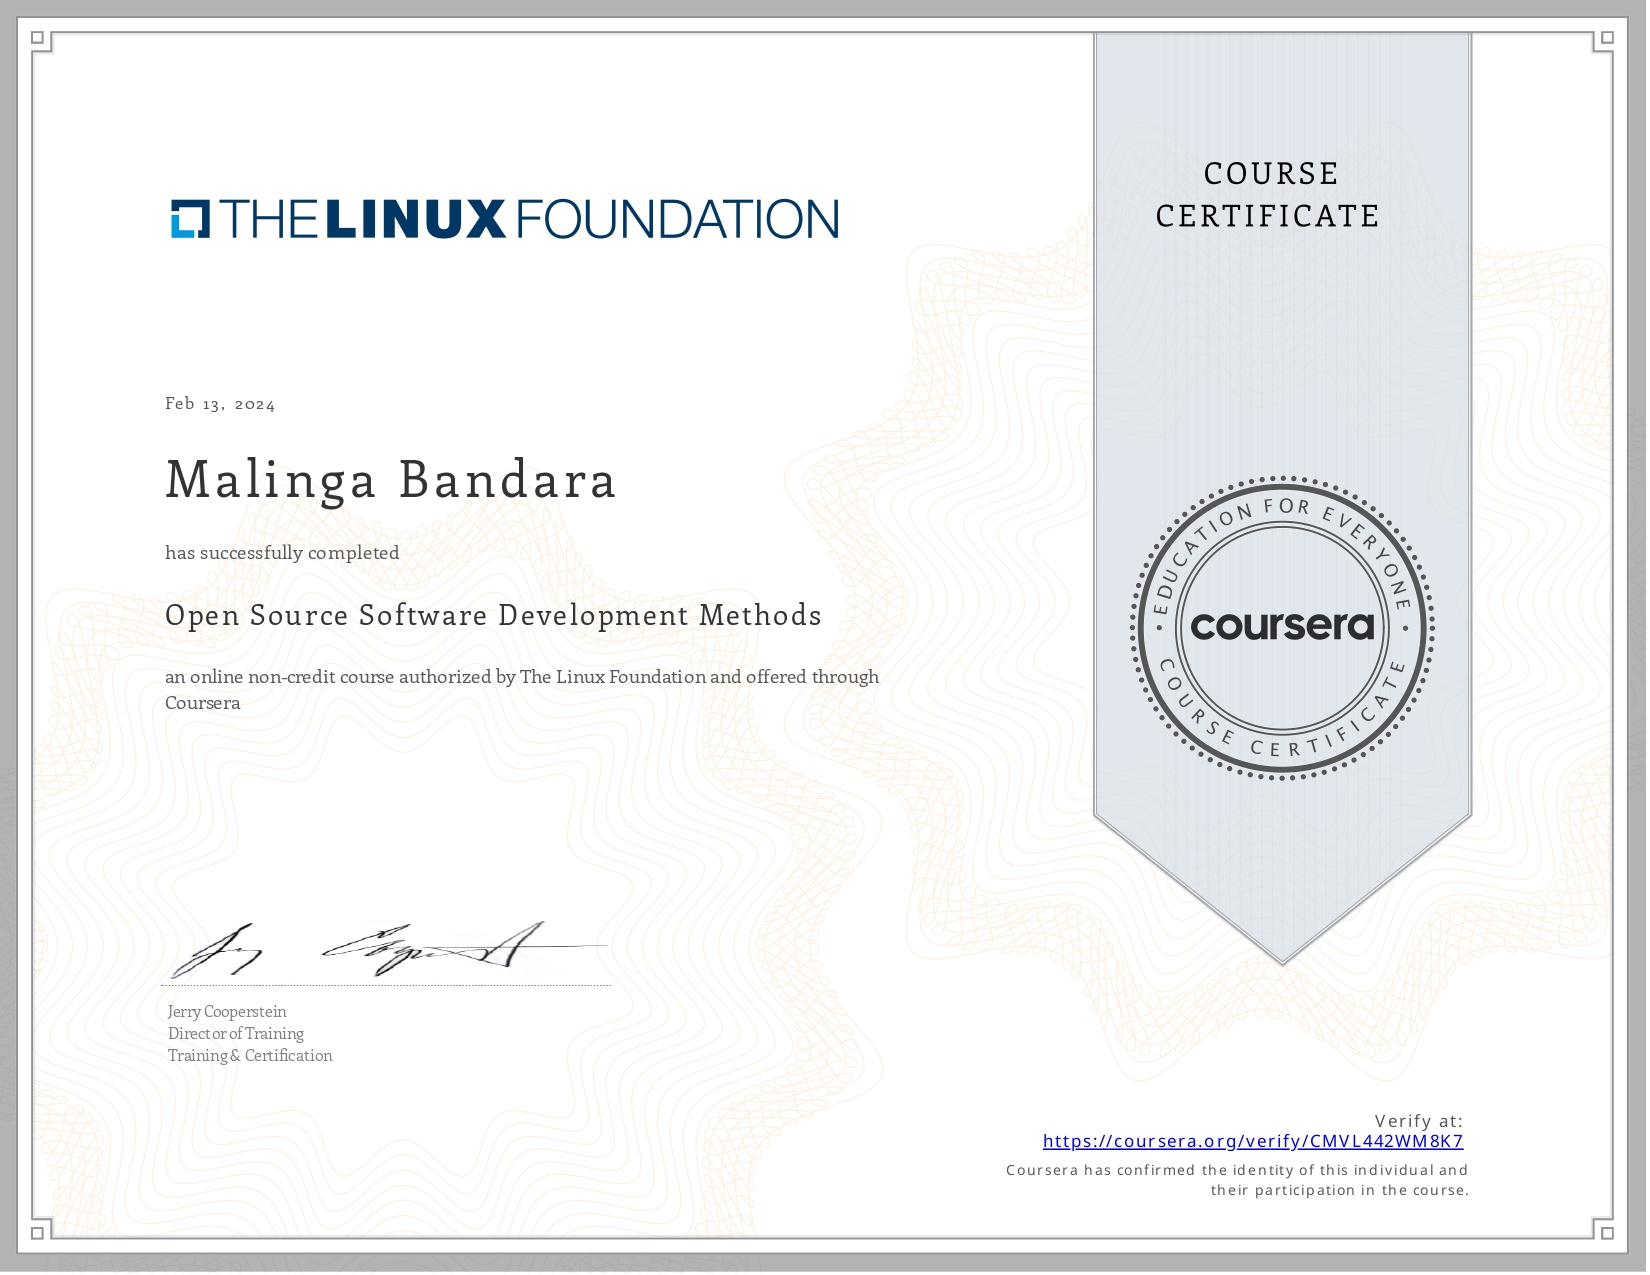 THE LINUX FOUNDATION
COURSE
CERTIFICATE
Feb 13, 2024
Malinga Bandara
has successfully completed
Open Source Software Development Methods
an online non-credit course authorized by The Linux Foundation and offered through
Coursera
EDUCATION FOR EVERYONE
coursera
COURSE CERTIFICATE
Jerry Cooperstein
Director of Training
Training & Certification
Verify at:
https://coursera.org/verify/CMVL442WM8K7
Coursera has confirmed the identity of this individual and
their participation in the course.